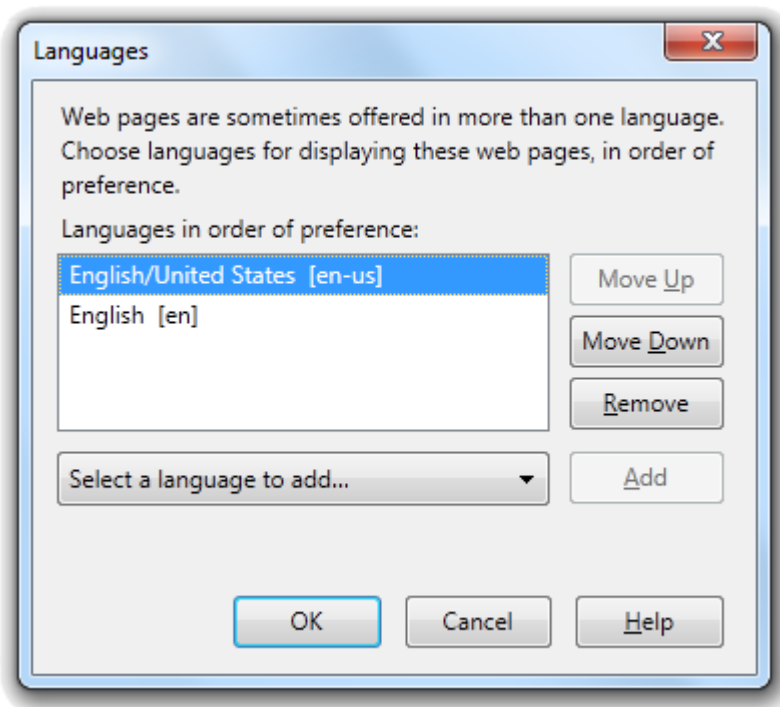 Languages
Web pages are sometimes offered in more than one language.
Choose languages for displaying these web pages, in order of
preference.
Languages in order of preference:
English/United States [en-us]
English [en]
Move Up
Move Down
Remove
Select a language to add...
Add
OK
Cancel
Help